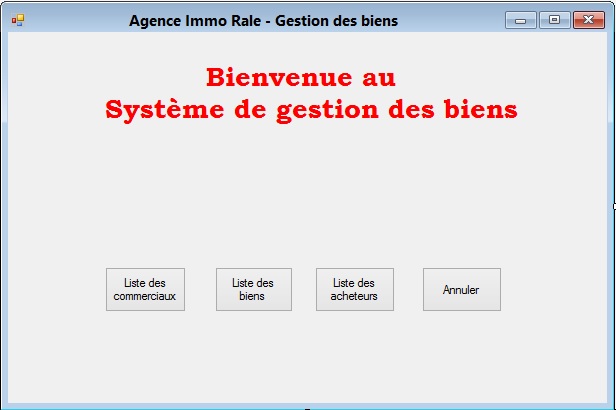 Agence Immo Rale - Gestion des biens
Bienvenue au
Système de gestion des biens
Liste des
commerciaux
Liste des
biens
Liste des
acheteurs
Annuler